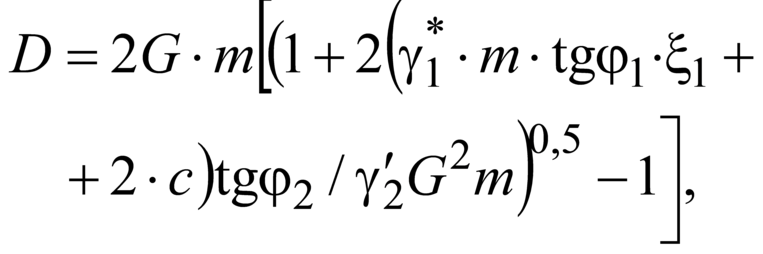 D = 2G · m[(1 + 2(γ₁* · m · tgφ₁·ξ₁ +
+ 2 · c)tgφ₂ / γ′₂G²m)^0,5 − 1],